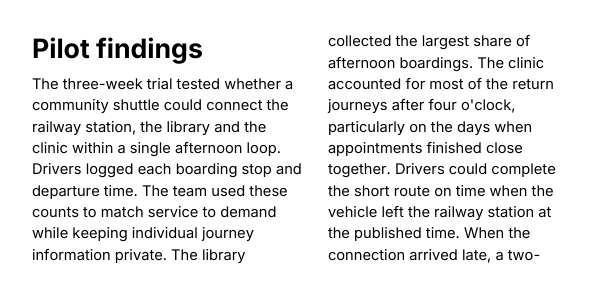 Pilot findings
The three-week trial tested whether a
community shuttle could connect the
railway station, the library and the
clinic within a single afternoon loop.
Drivers logged each boarding stop and
departure time. The team used these
counts to match service to demand
while keeping individual journey
information private. The library
collected the largest share of
afternoon boardings. The clinic
accounted for most of the return
journeys after four o'clock,
particularly on the days when
appointments finished close
together. Drivers could complete
the short route on time when the
vehicle left the railway station at
the published time. When the
connection arrived late, a two-